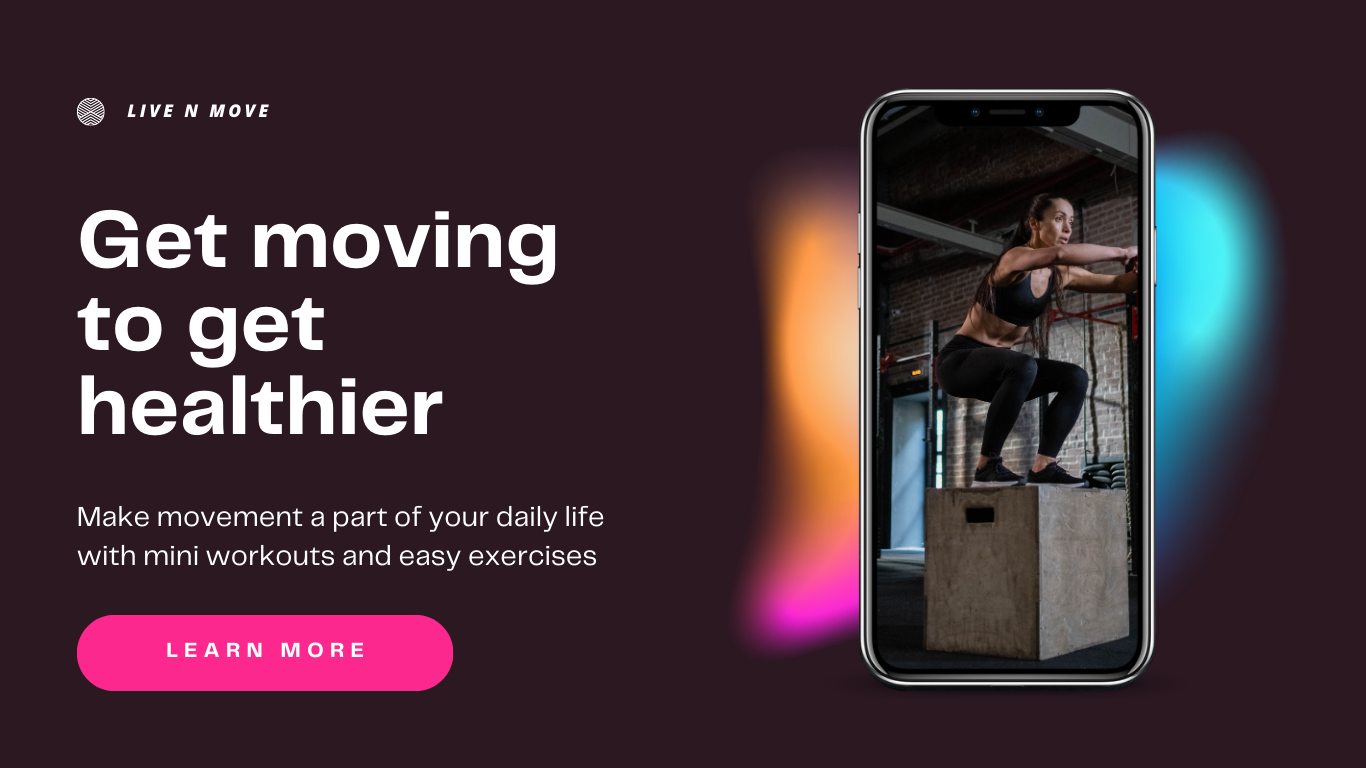 LIVE N MOVE
Get moving
to get
healthier
Make movement a part of your daily life
with mini workouts and easy exercises
LEARN MORE